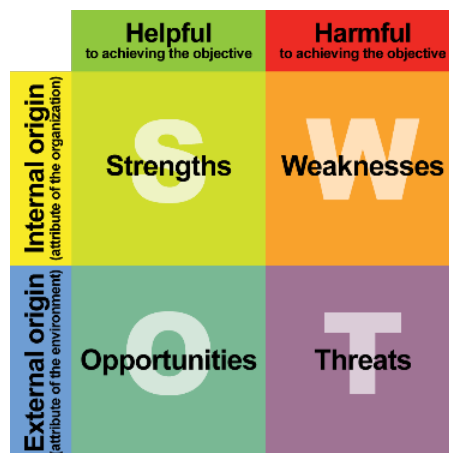 Helpful
to achieving the objective
Harmful
to achieving the objective
Internal origin
(attribute of the organization)
S
Strengths
W
Weaknesses
External origin
(attribute of the environment)
O
Opportunities
T
Threats